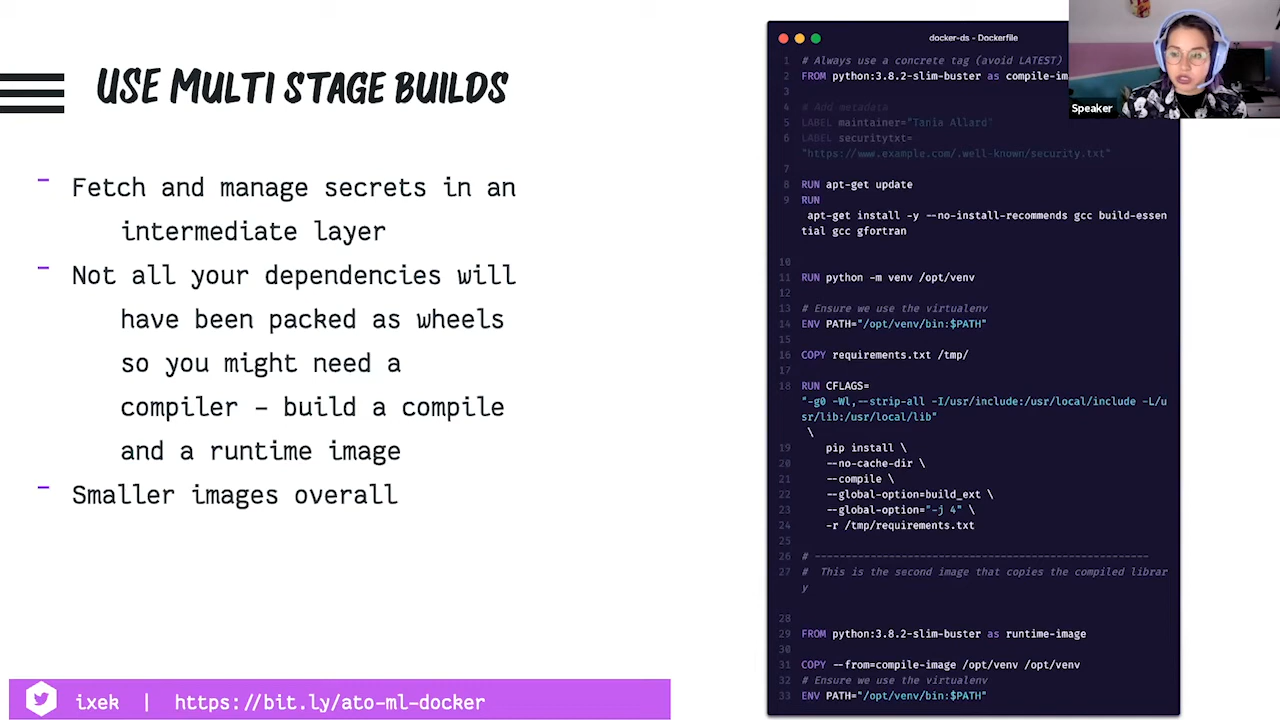 USE MULTI STAGE BUILDS
- Fetch and manage secrets in an
intermediate layer
- Not all your dependencies will
have been packed as wheels
so you might need a
compiler – build a compile
and a runtime image
- Smaller images overall
ixek | https://bit.ly/ato-ml-docker
docker-ds - Dockerfile
1 # Always use a concrete tag (avoid LATEST)
2 FROM python:3.8.2-slim-buster as compile-im
3
4 # Add metadata
5 LABEL maintainer="Tania Allard"
6 LABEL securitytxt=
"https://www.example.com/.well-known/security.txt"
7
8 RUN apt-get update
9 RUN
apt-get install -y --no-install-recommends gcc build-essen
tial gcc gfortran
10
11 RUN python -m venv /opt/venv
12
13 # Ensure we use the virtualenv
14 ENV PATH="/opt/venv/bin:$PATH"
15
16 COPY requirements.txt /tmp/
17
18 RUN CFLAGS=
"-g0 -Wl,--strip-all -I/usr/include:/usr/local/include -L/u
sr/lib:/usr/local/lib"
\
19 pip install \
20 --no-cache-dir \
21 --compile \
22 --global-option=build_ext \
23 --global-option="-j 4" \
24 -r /tmp/requirements.txt
25
26 # ------------------------------------------------------
27 # This is the second image that copies the compiled librar
y
28
29 FROM python:3.8.2-slim-buster as runtime-image
30
31 COPY --from=compile-image /opt/venv /opt/venv
32 # Ensure we use the virtualenv
33 ENV PATH="/opt/venv/bin:$PATH"
Speaker